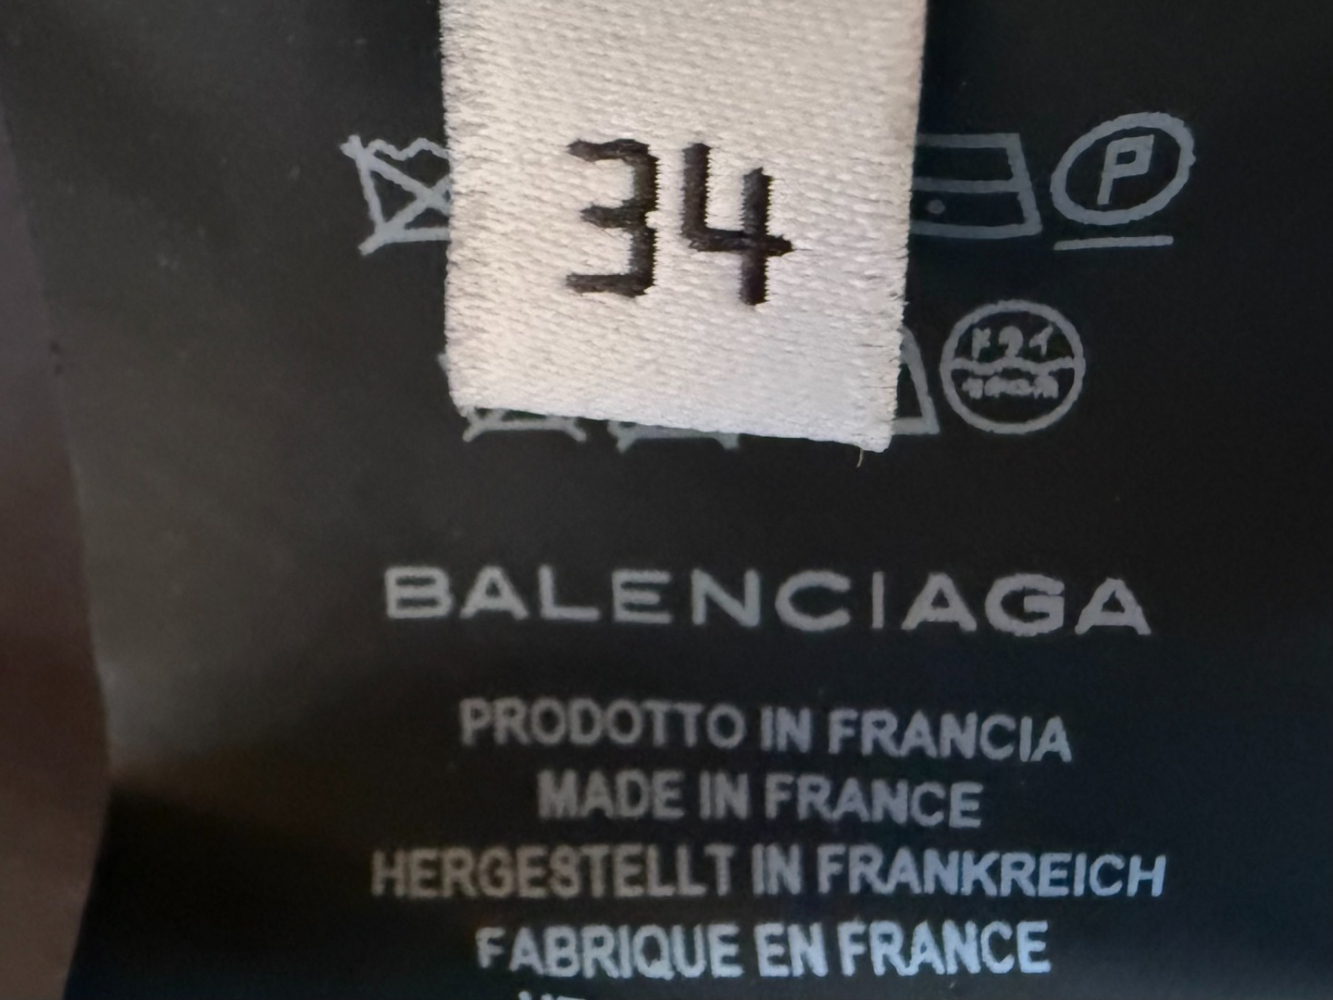 34
P
BALENCIAGA
PRODOTTO IN FRANCIA
MADE IN FRANCE
HERGESTELLT IN FRANKREICH
FABRIQUE EN FRANCE